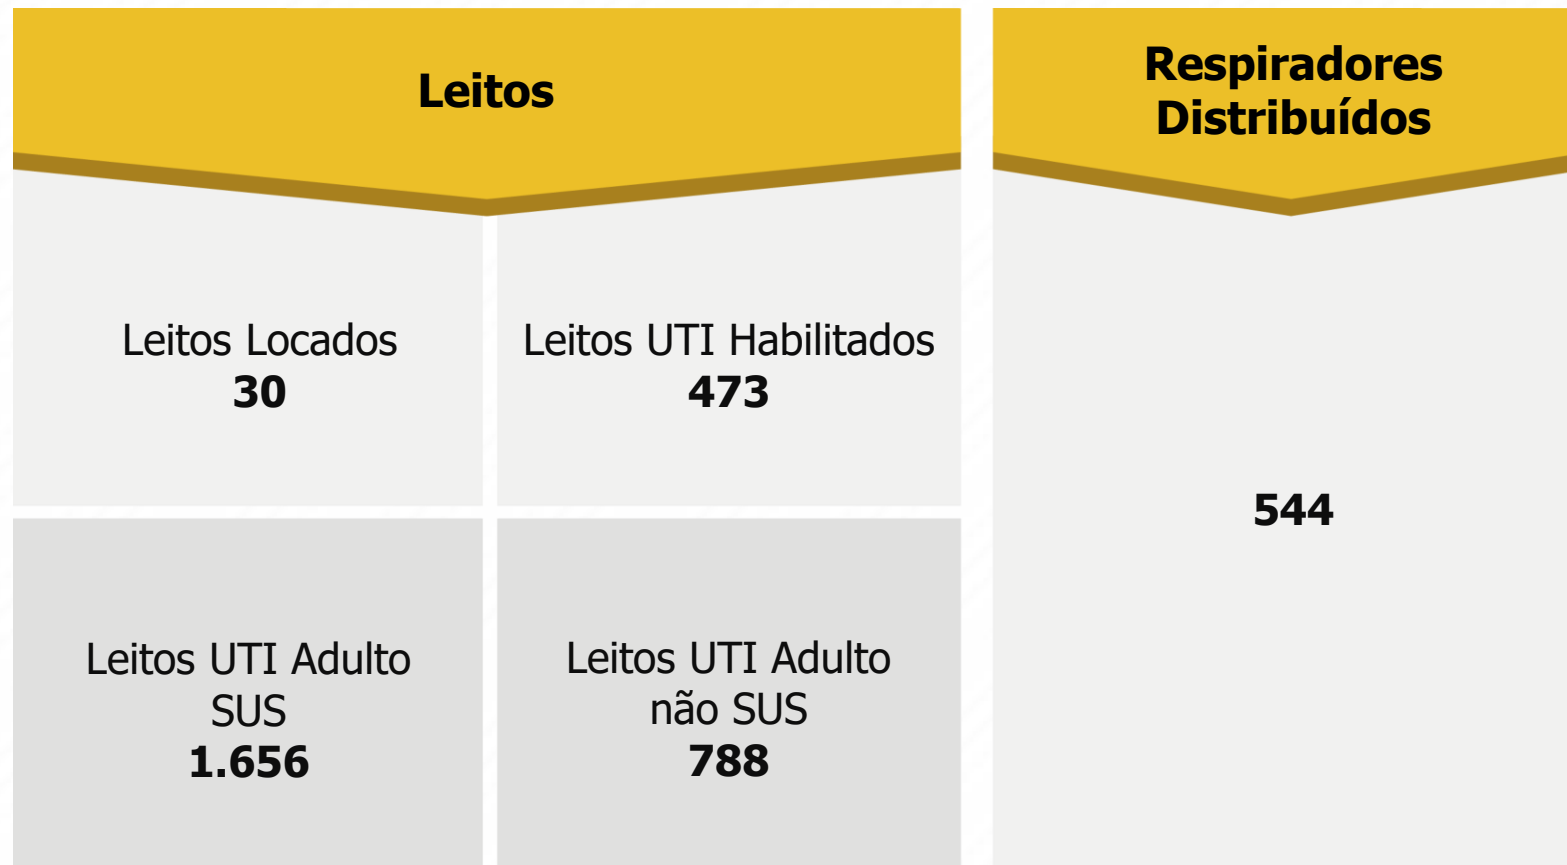 Leitos
Leitos Locados
30
Leitos UTI Habilitados
473
Leitos UTI Adulto
SUS
1.656
Leitos UTI Adulto
não SUS
788
Respiradores
Distribuídos
544